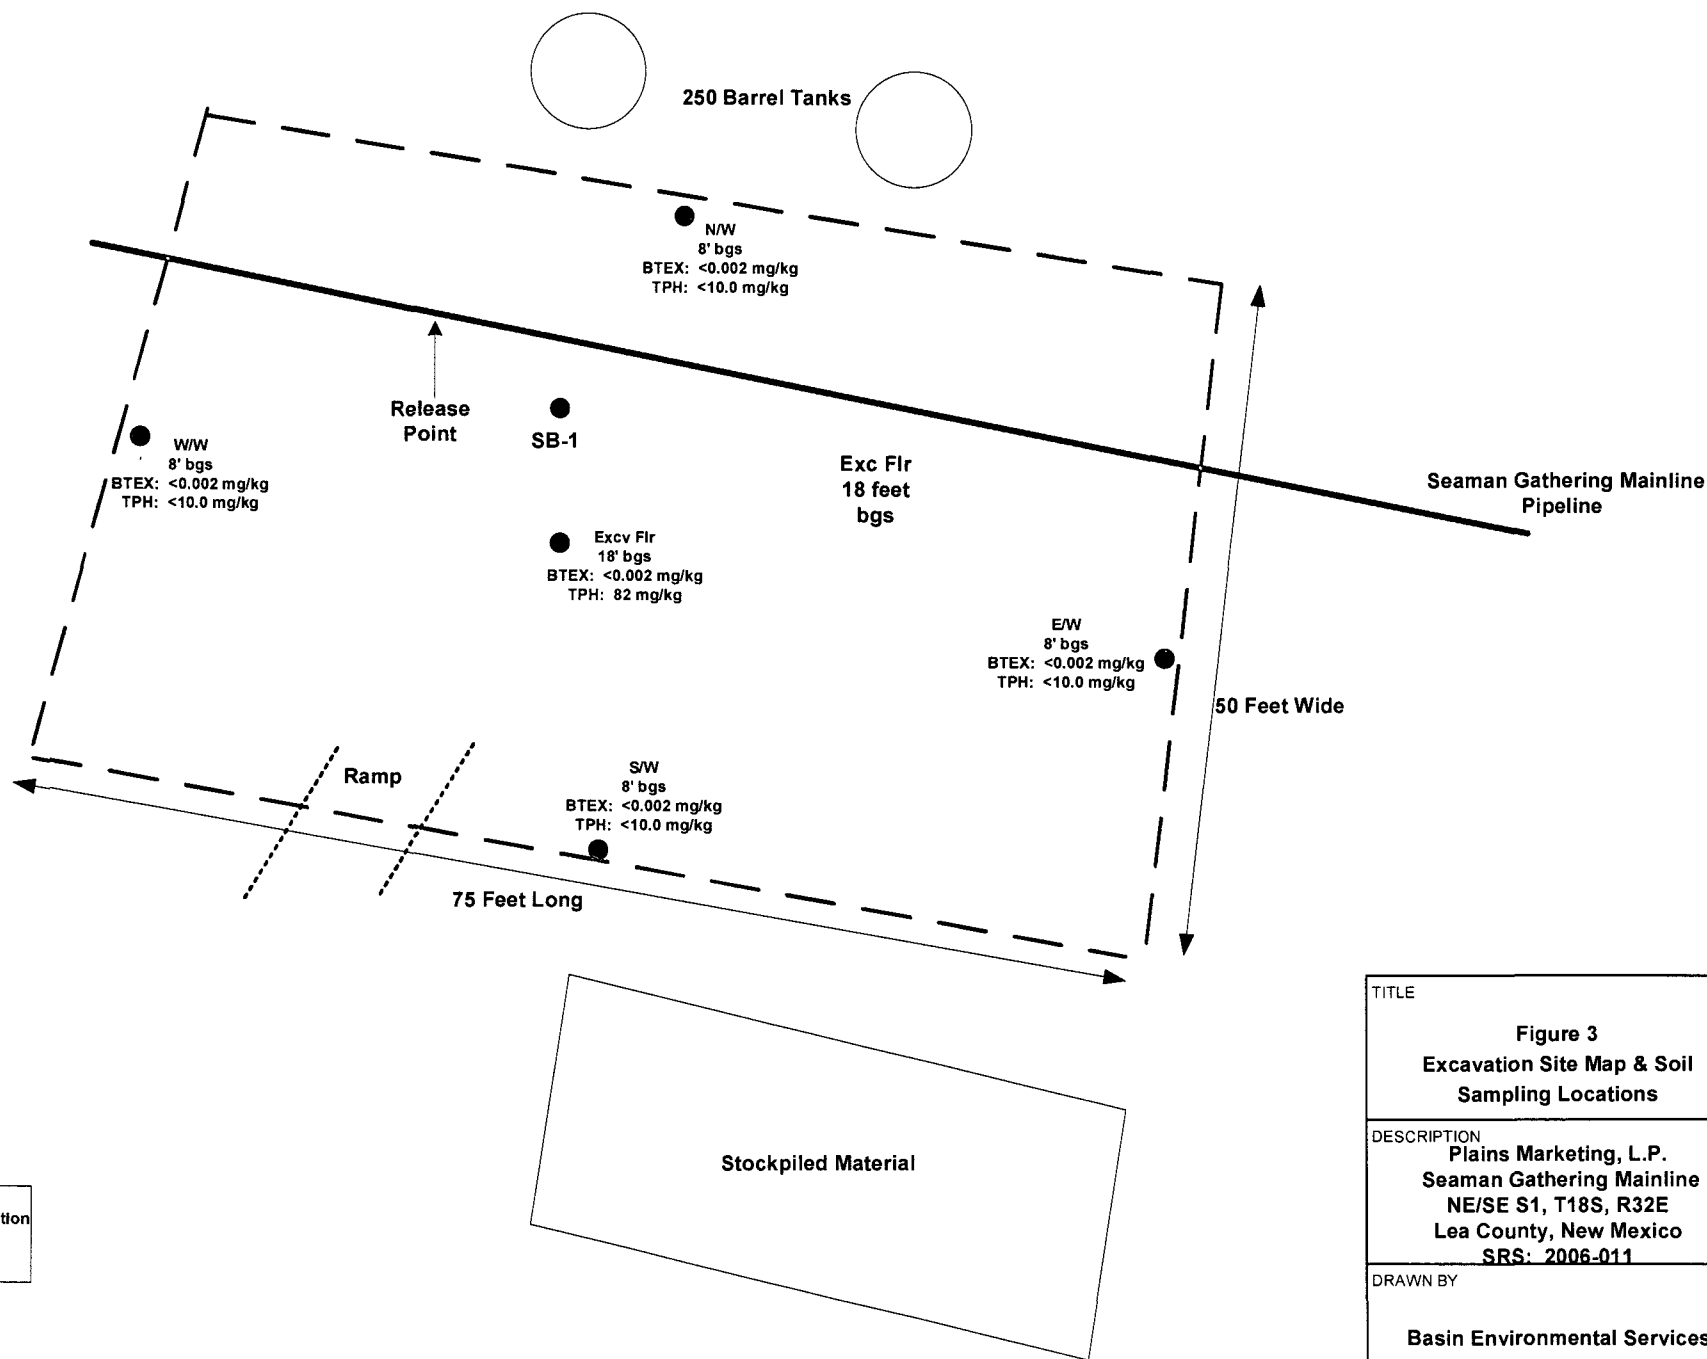 250 Barrel Tanks
N/W
8' bgs
BTEX: <0.002 mg/kg
TPH: <10.0 mg/kg
Release
Point
SB-1
W/W
8' bgs
BTEX: <0.002 mg/kg
TPH: <10.0 mg/kg
Exc Flr
18 feet
bgs
Seaman Gathering Mainline
Pipeline
Excv Flr
18' bgs
BTEX: <0.002 mg/kg
TPH: 82 mg/kg
E/W
8' bgs
BTEX: <0.002 mg/kg
TPH: <10.0 mg/kg
50 Feet Wide
Ramp
S/W
8' bgs
BTEX: <0.002 mg/kg
TPH: <10.0 mg/kg
75 Feet Long
Stockpiled Material
tion
TITLE
Figure 3
Excavation Site Map & Soil
Sampling Locations
DESCRIPTION
Plains Marketing, L.P.
Seaman Gathering Mainline
NE/SE S1, T18S, R32E
Lea County, New Mexico
SRS: 2006-011
DRAWN BY
Basin Environmental Services